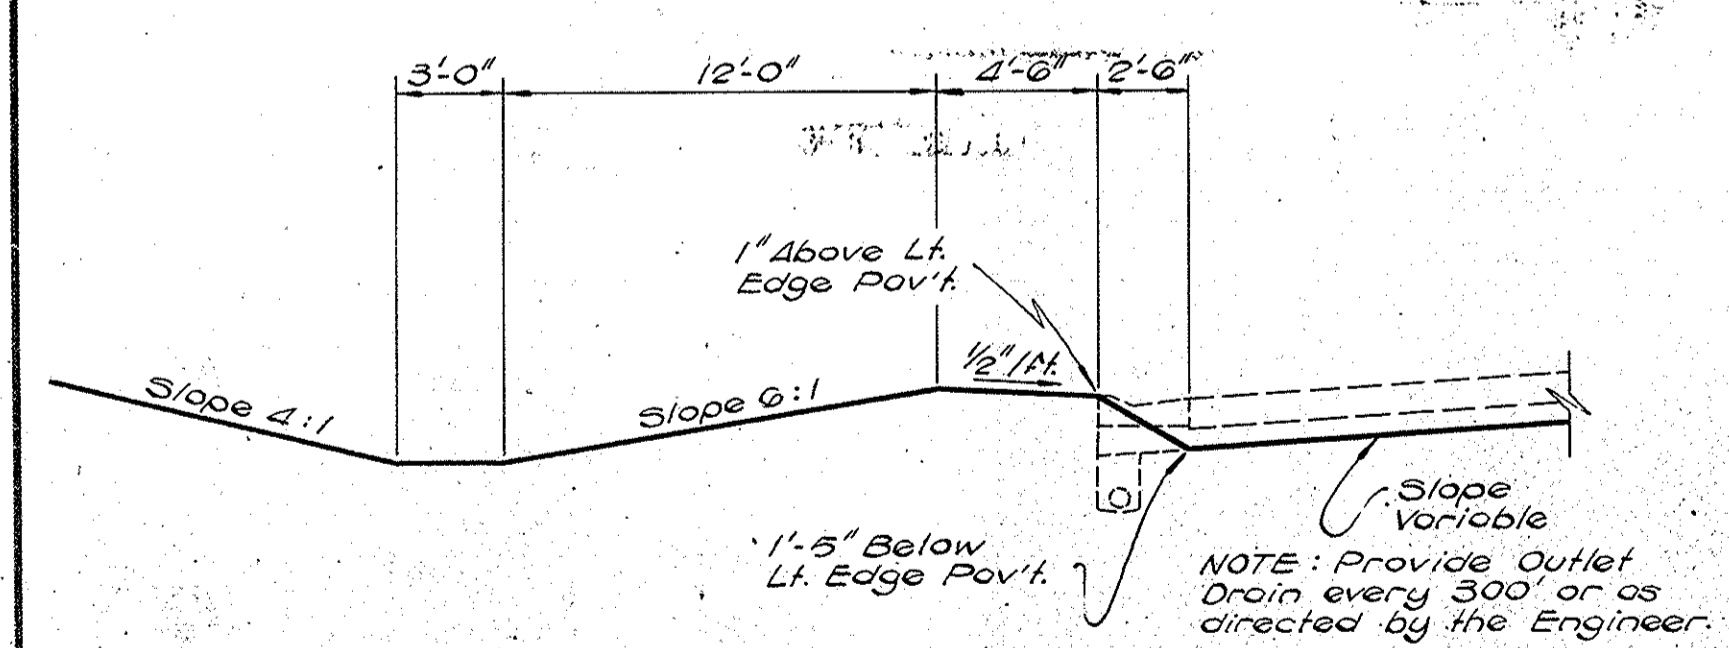 3'-0" 12'-0" 4'-6" 2'-6"
1" Above Lt.
Edge Pav't.
1/2"/ft.
Slope 4:1
Slope 6:1
1'-5" Below
Lt. Edge Pav't.
Slope
Variable
NOTE: Provide Outlet
Drain every 300' or as
directed by the Engineer.